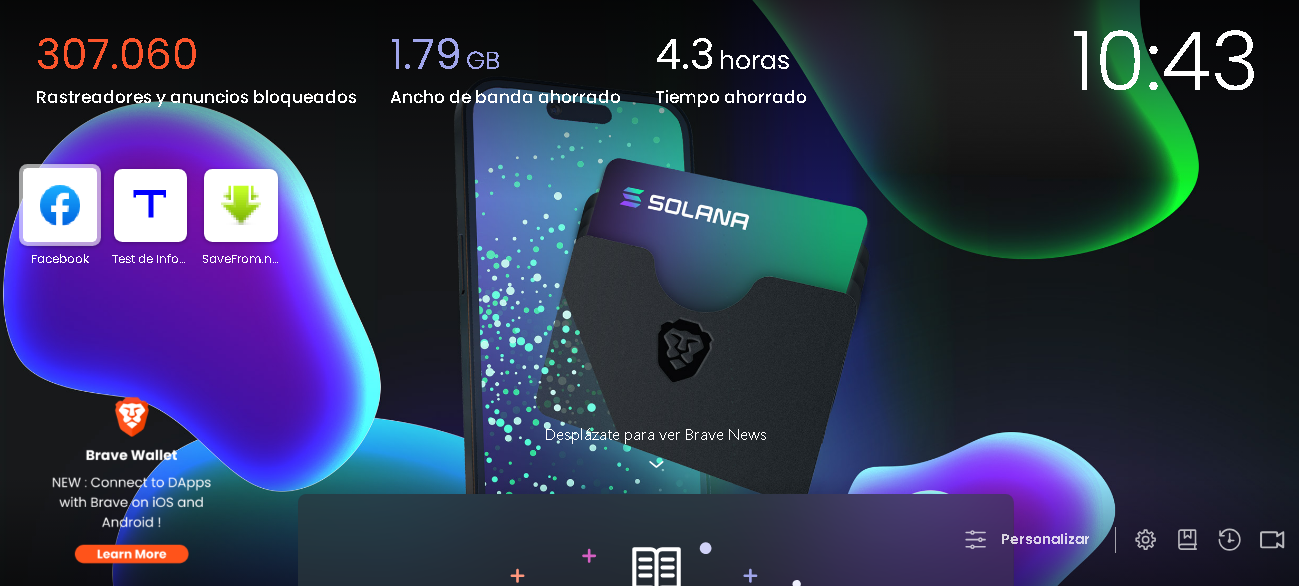 307.060
Rastreadores y anuncios bloqueados
1.79 GB
Ancho de banda ahorrado
4.3 horas
Tiempo ahorrado
10:43
Facebook
Test de Info...
SaveFrom.n...
SOLANA
Desplázate para ver Brave News
Brave Wallet
NEW : Connect to DApps
with Brave on iOS and
Android !
Learn More
Personalizar